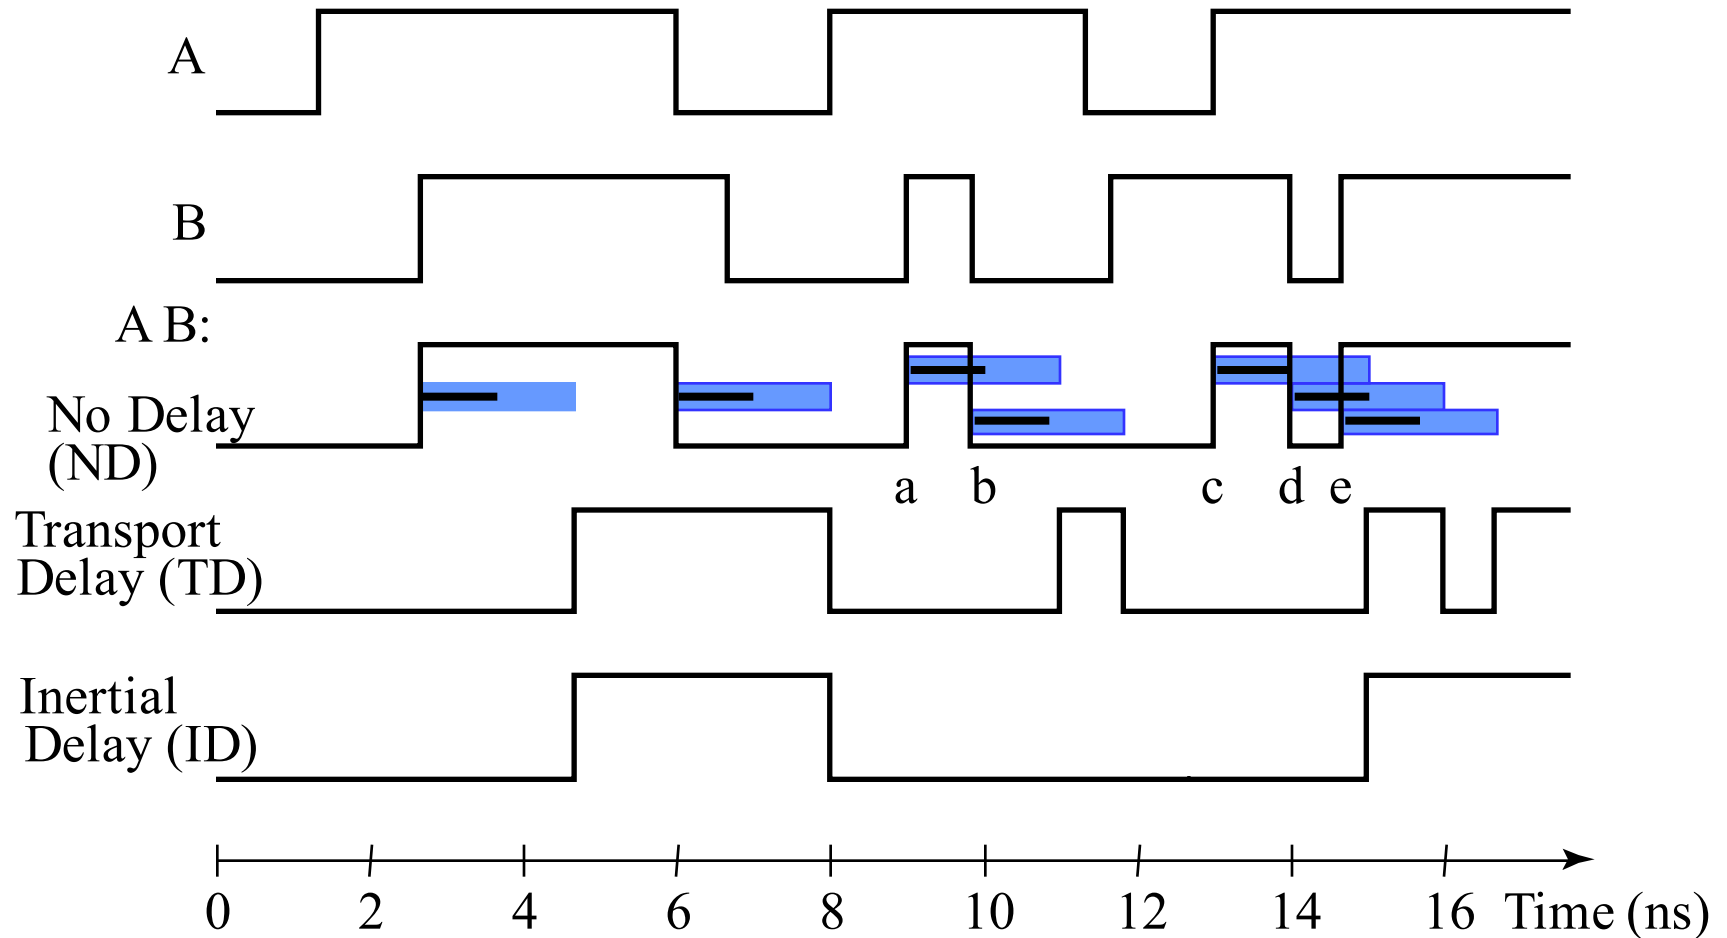 A
B
A B:
No Delay
(ND)
a b c d e
Transport
Delay (TD)
Inertial
Delay (ID)
0 2 4 6 8 10 12 14 16 Time (ns)